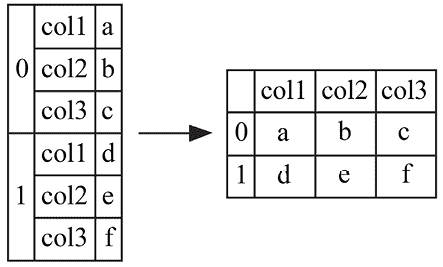 col1 a
0 col2 b
col3 c
col1 d
1 col2 e
col3 f
col1 col2 col3
0 a b c
1 d e f